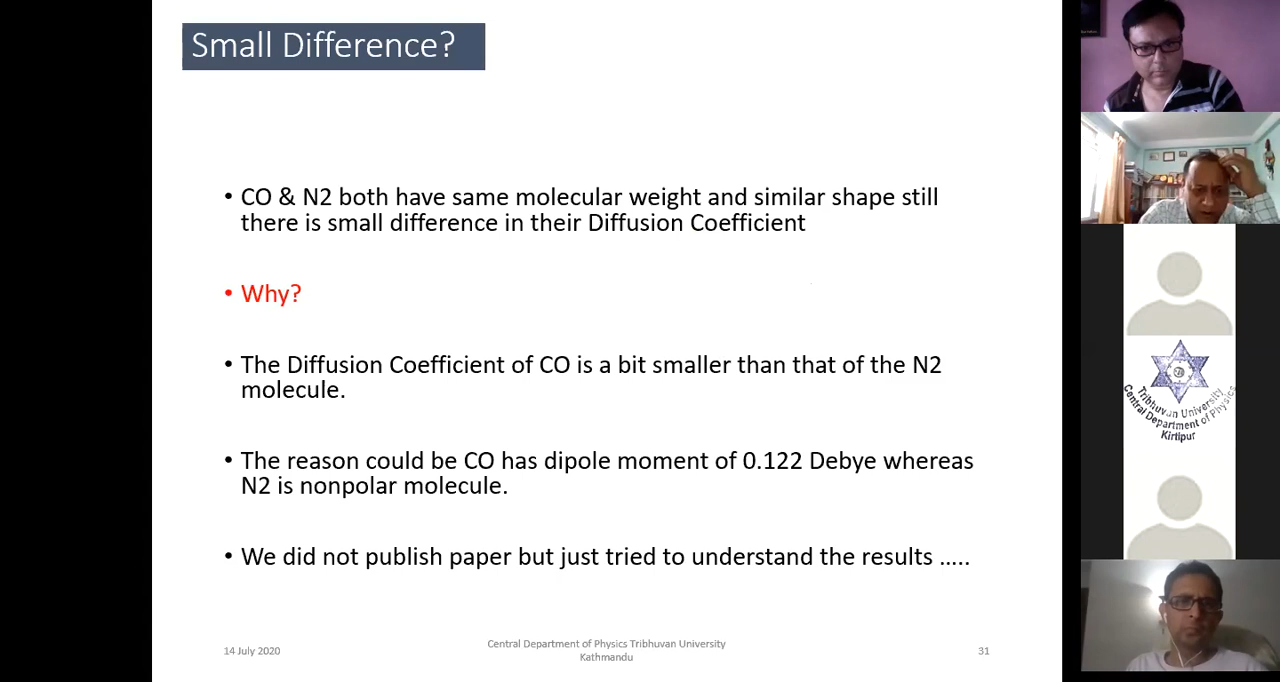 Small Difference?
• CO & N2 both have same molecular weight and similar shape still
there is small difference in their Diffusion Coefficient
• Why?
• The Diffusion Coefficient of CO is a bit smaller than that of the N2
molecule.
• The reason could be CO has dipole moment of 0.122 Debye whereas
N2 is nonpolar molecule.
• We did not publish paper but just tried to understand the results …..
14 July 2020
Central Department of Physics Tribhuvan University
Kathmandu
31
Tribhuvan University
Central Department of Physics
Kirtipur